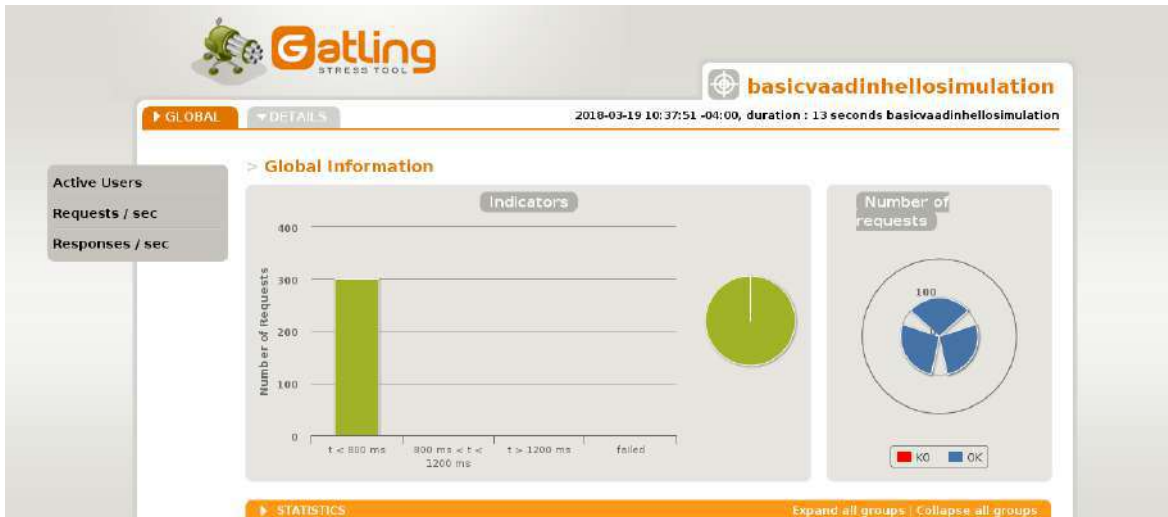 Gatling
STRESS TOOL
basicvaadinhellosimulation
GLOBAL
DETAILS
2018-03-19 10:37:51 -04:00, duration : 13 seconds basicvaadinhellosimulation
Active Users
Requests / sec
Responses / sec
> Global Information
Indicators
Number of Requests
400
300
200
100
0
t < 800 ms
800 ms < t <
1200 ms
t > 1200 ms
failed
Number of
requests
100
0
KO
OK
STATISTICS
Expand all groups | Collapse all groups